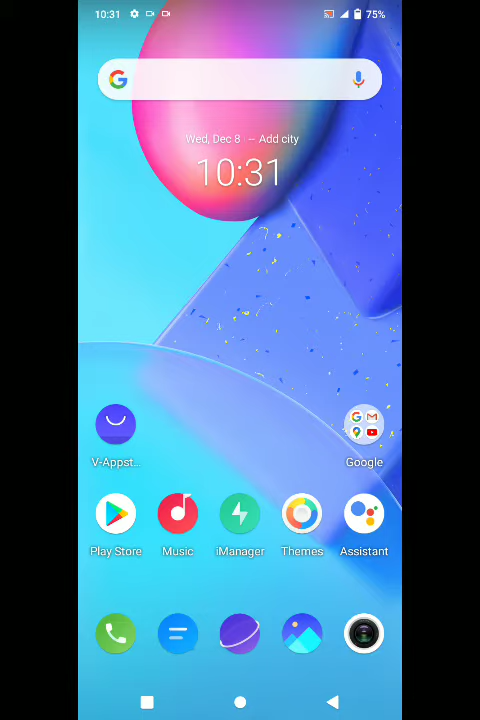 10:31
75%
Wed, Dec 8 -- Add city
10:31
V-Appst...
Google
Play Store
Music
iManager
Themes
Assistant